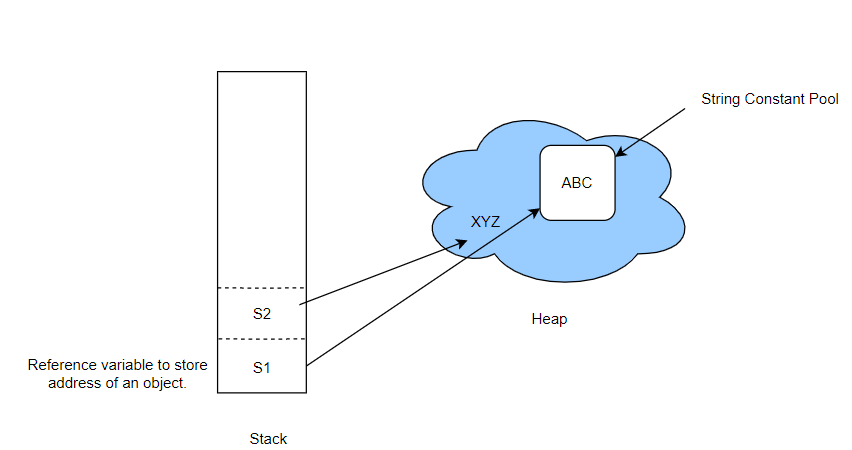 String Constant Pool
ABC
XYZ
S2
Heap
Reference variable to store
address of an object.
S1
Stack